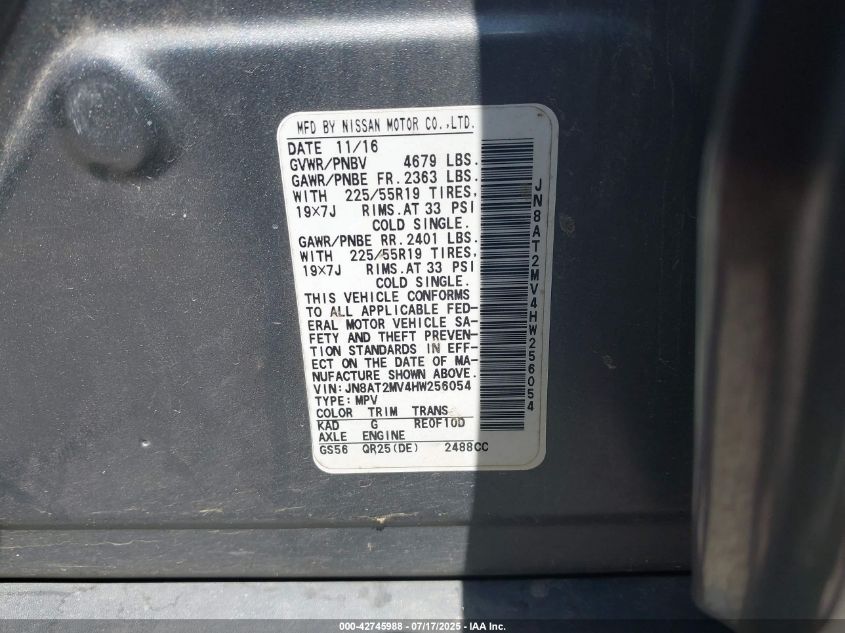 MFD BY NISSAN MOTOR CO.,LTD.
DATE 11/16
GVWR/PNBV 4679 LBS.
GAWR/PNBE FR.2363 LBS.
WITH 225/55R19 TIRES,
19×7J RIMS.AT 33 PSI
COLD SINGLE.
GAWR/PNBE RR.2401 LBS.
WITH 225/55R19 TIRES,
19×7J RIMS.AT 33 PSI
COLD SINGLE.
THIS VEHICLE CONFORMS
TO ALL APPLICABLE FED-
ERAL MOTOR VEHICLE SA-
FETY AND THEFT PREVEN-
TION STANDARDS IN EFF-
ECT ON THE DATE OF MA-
NUFACTURE SHOWN ABOVE.
VIN:JN8AT2MV4HW256054
TYPE:MPV
COLOR TRIM TRANS
KAD G RE0F10D
AXLE ENGINE
GS56 QR25(DE) 2488CC
JN8AT2MV4HW256054
000-42745988 | 07/17/2025 - IAA Inc.